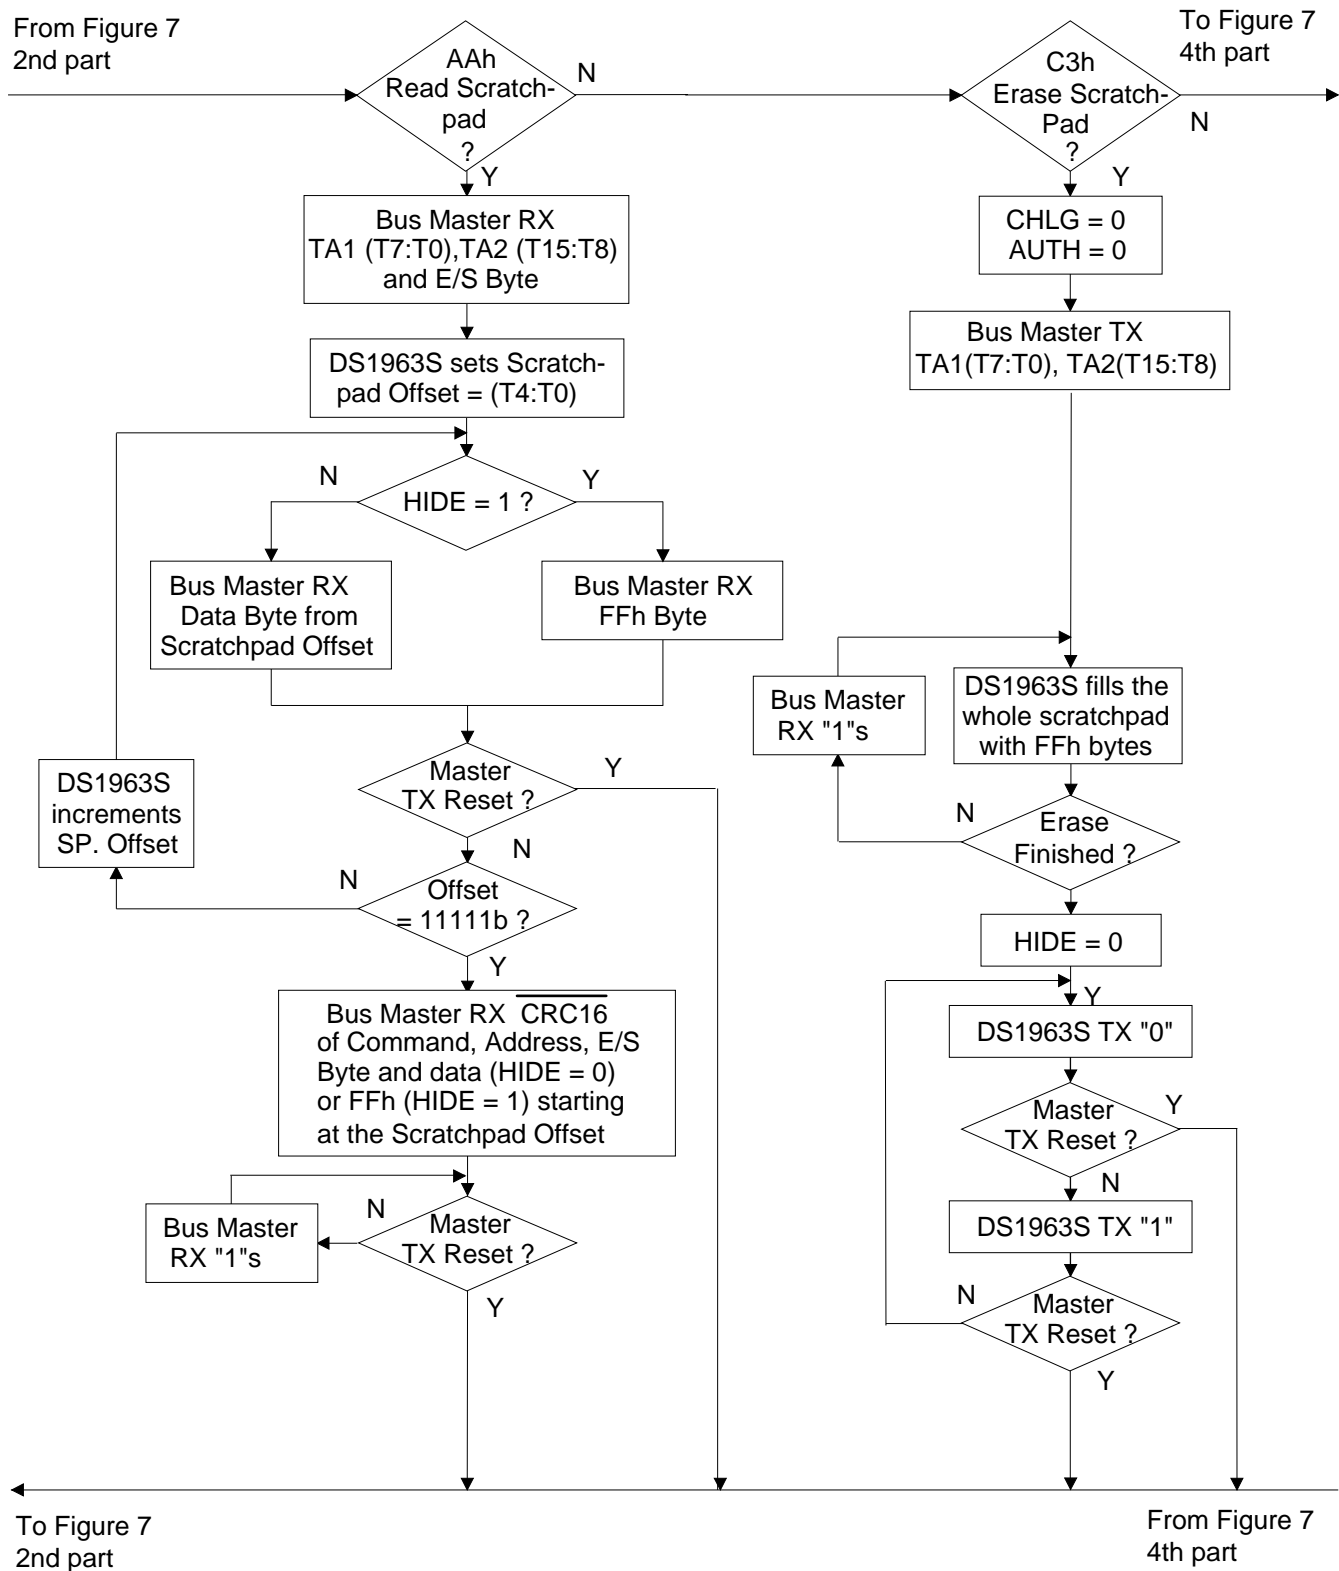 From Figure 7
2nd part
AAh
Read Scratch-
pad
?
N
Y
C3h
Erase Scratch-
Pad
?
To Figure 7
4th part
N
Y
Bus Master RX
TA1 (T7:T0),TA2 (T15:T8)
and E/S Byte
DS1963S sets Scratch-
pad Offset = (T4:T0)
N
HIDE = 1 ?
Y
Bus Master RX
Data Byte from
Scratchpad Offset
Bus Master RX
FFh Byte
Master
TX Reset ?
Y
N
DS1963S
increments
SP. Offset
N
Offset
= 11111b ?
Y
Bus Master RX CRC16
of Command, Address, E/S
Byte and data (HIDE = 0)
or FFh (HIDE = 1) starting
at the Scratchpad Offset
Bus Master
RX "1"s
N
Master
TX Reset ?
Y
CHLG = 0
AUTH = 0
Bus Master TX
TA1(T7:T0), TA2(T15:T8)
Bus Master
RX "1"s
DS1963S fills the
whole scratchpad
with FFh bytes
N
Erase
Finished ?
HIDE = 0
Y
DS1963S TX "0"
Master
TX Reset ?
Y
N
DS1963S TX "1"
N
Master
TX Reset ?
Y
To Figure 7
2nd part
From Figure 7
4th part